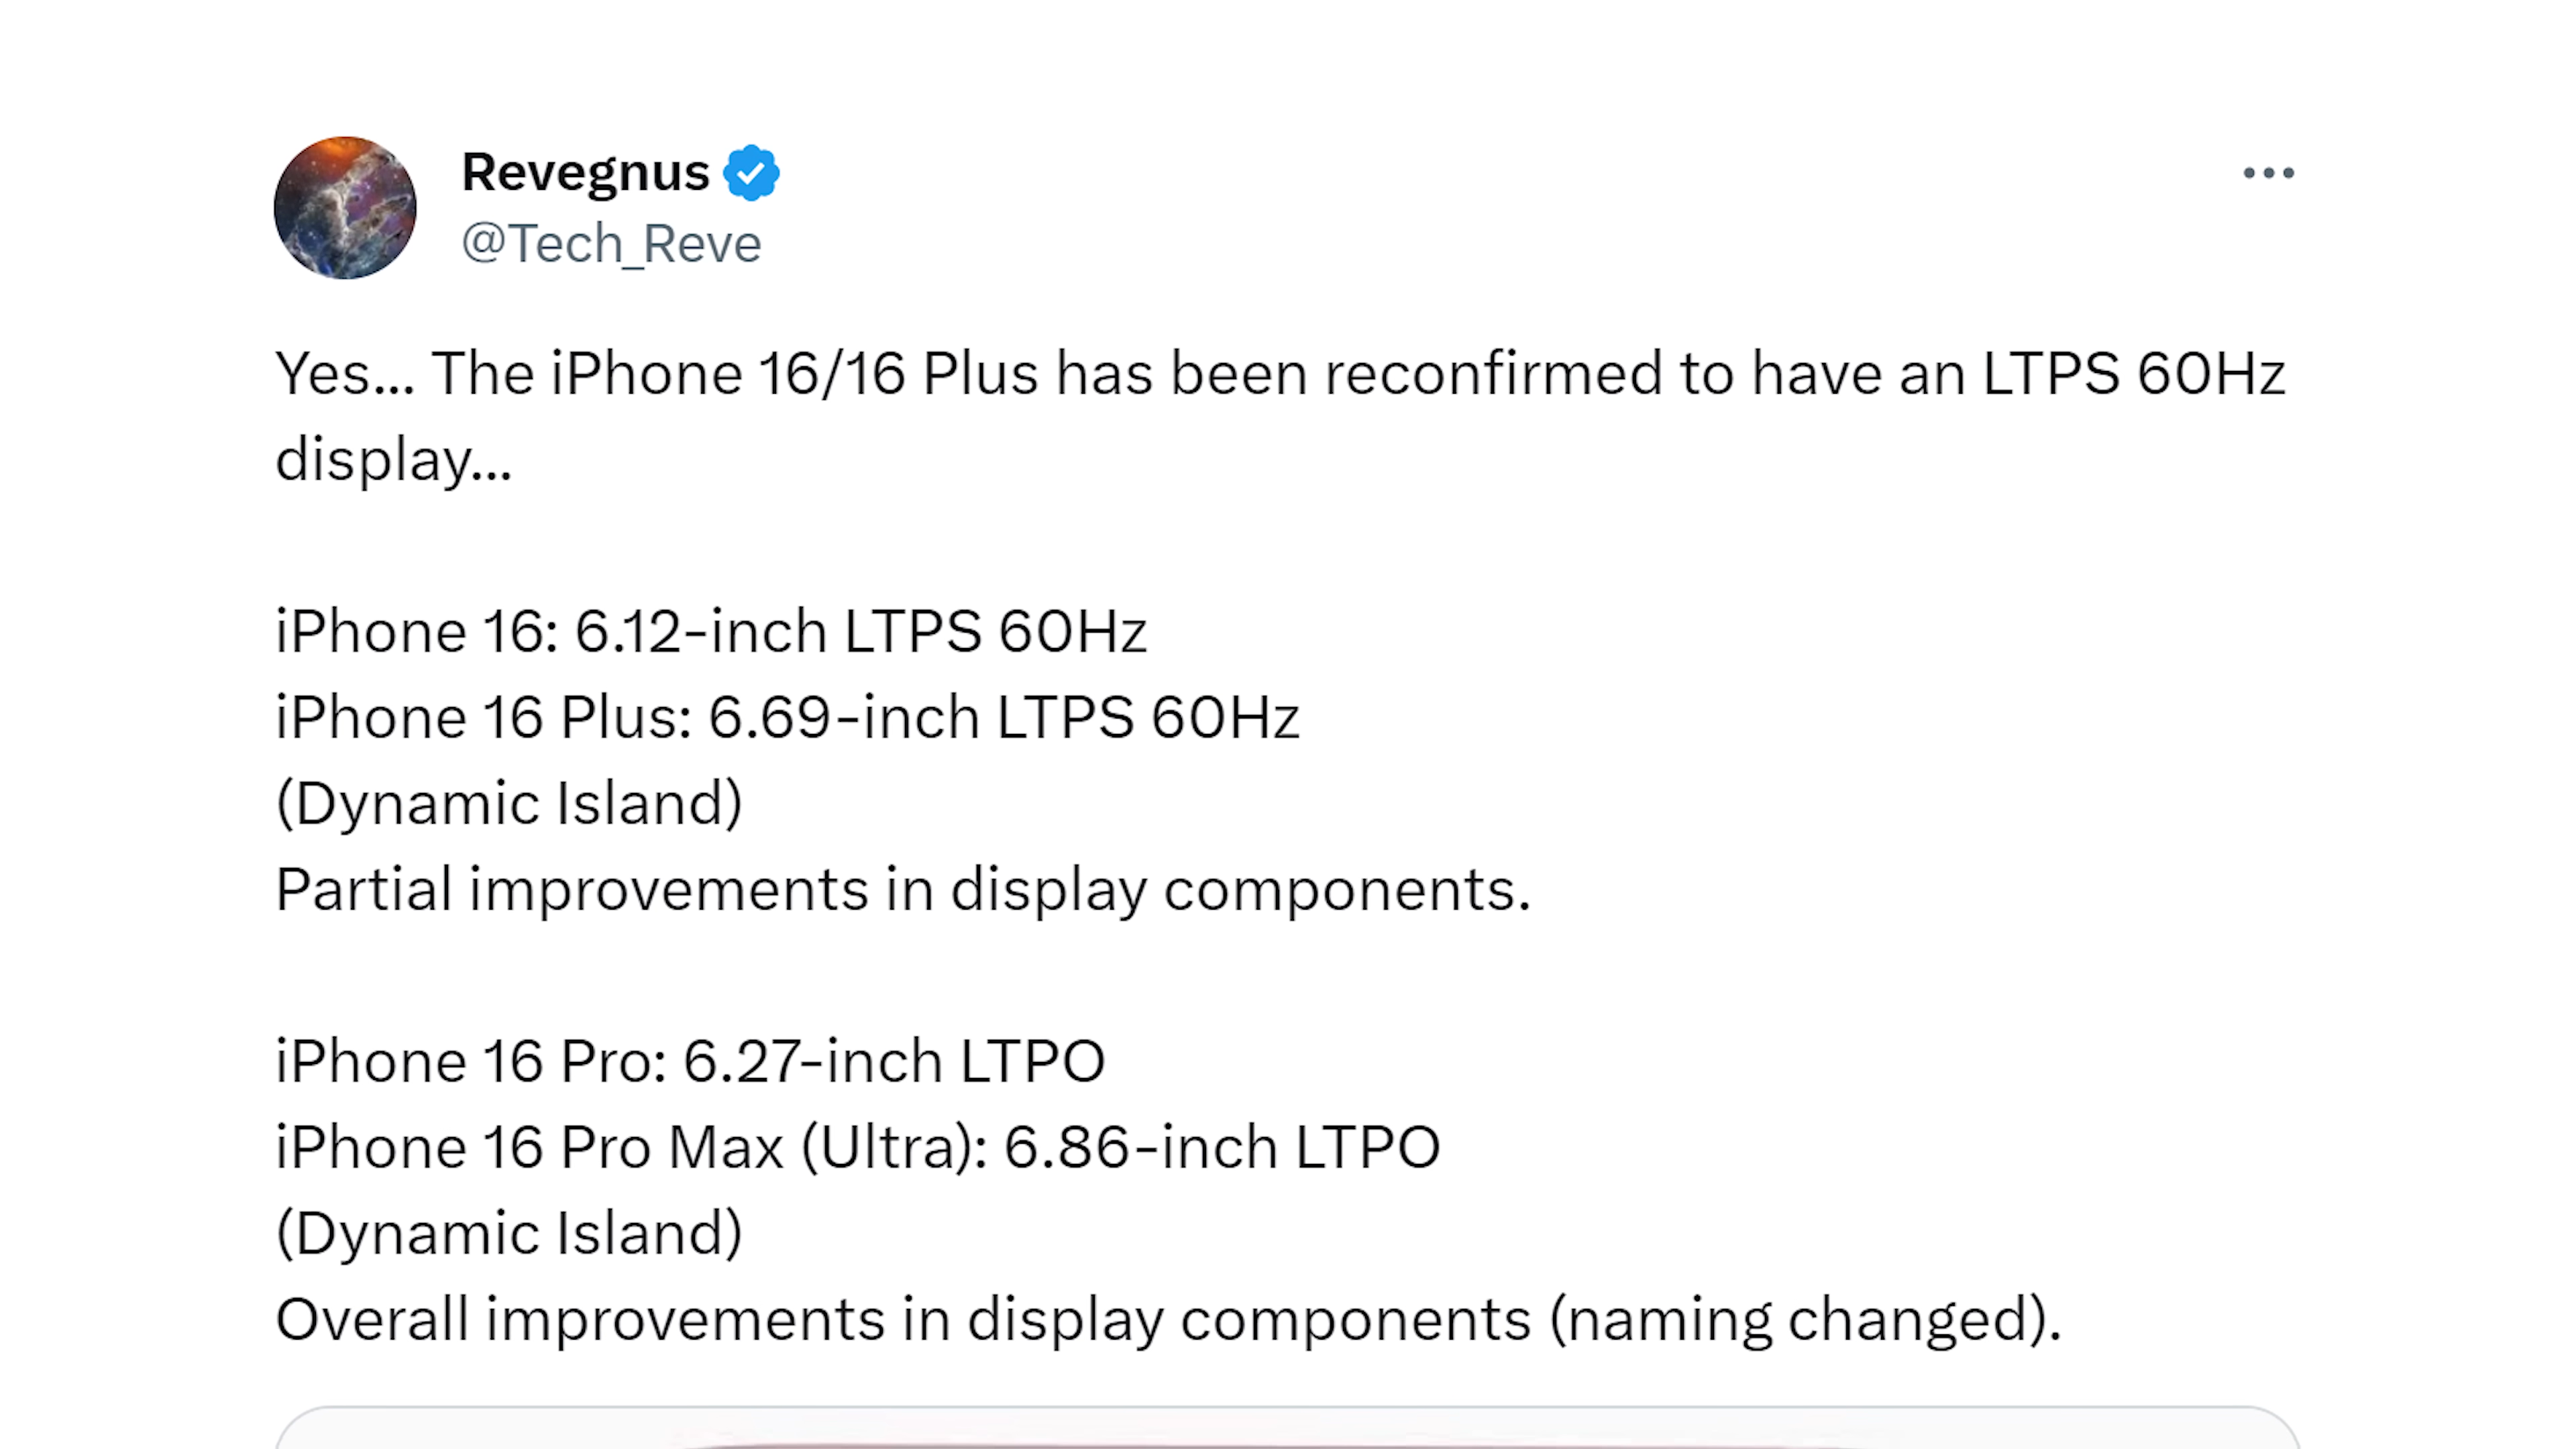 Revegnus
@Tech_Reve
Yes... The iPhone 16/16 Plus has been reconfirmed to have an LTPS 60Hz
display...
iPhone 16: 6.12-inch LTPS 60Hz
iPhone 16 Plus: 6.69-inch LTPS 60Hz
(Dynamic Island)
Partial improvements in display components.
iPhone 16 Pro: 6.27-inch LTPO
iPhone 16 Pro Max (Ultra): 6.86-inch LTPO
(Dynamic Island)
Overall improvements in display components (naming changed).